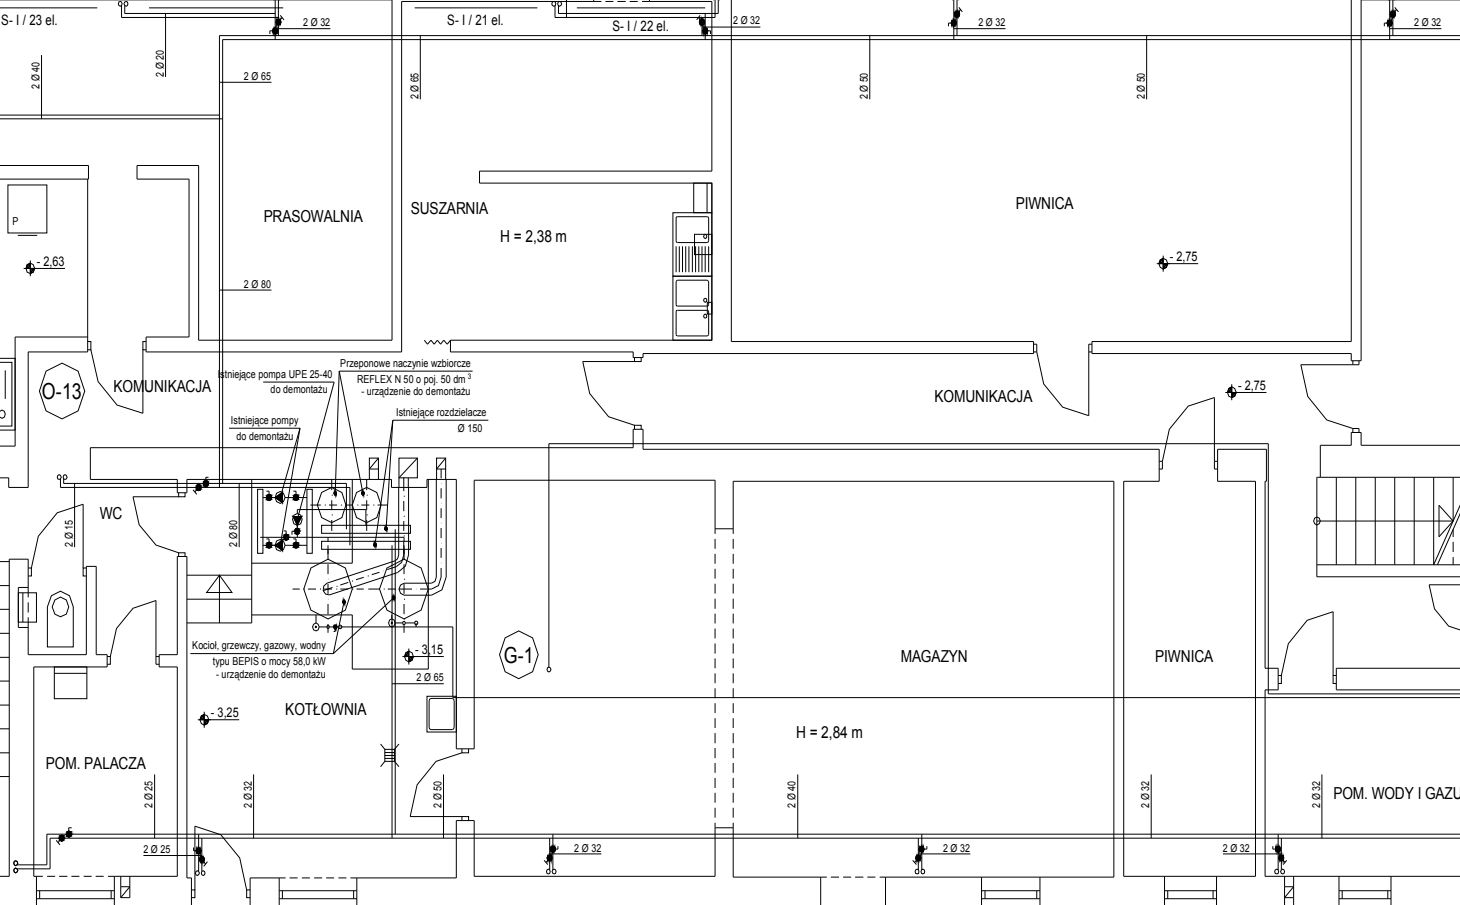 S- I / 23 el.
2 Ø 32
S- I / 21 el.
S- I / 22 el.
2 Ø 32
2 Ø 32
2 Ø 32
2 Ø 40
2 Ø 20
2 Ø 65
2 Ø 65
2 Ø 50
2 Ø 50
P
- 2,63
PRASOWALNIA
SUSZARNIA
H = 2,38 m
PIWNICA
- 2,75
2 Ø 80
O-13
KOMUNIKACJA
Istniejące pompa UPE 25-40
do demontażu
Przeponowe naczynie wzbiorcze
REFLEX N 50 o poj. 50 dm 3
- urządzenie do demontażu
Istniejące pompy
do demontażu
Istniejące rozdzielacze
Ø 150
KOMUNIKACJA
- 2,75
WC
2 Ø 15
2 Ø 80
Kocioł, grzewczy, gazowy, wodny
typu BEPIS o mocy 58,0 kW
- urządzenie do demontażu
- 3,15
2 Ø 65
G-1
MAGAZYN
PIWNICA
- 3,25
KOTŁOWNIA
H = 2,84 m
POM. PALACZA
2 Ø 25
2 Ø 32
2 Ø 50
2 Ø 40
2 Ø 32
2 Ø 32
POM. WODY I GAZU
2 Ø 25
2 Ø 32
2 Ø 32
2 Ø 32